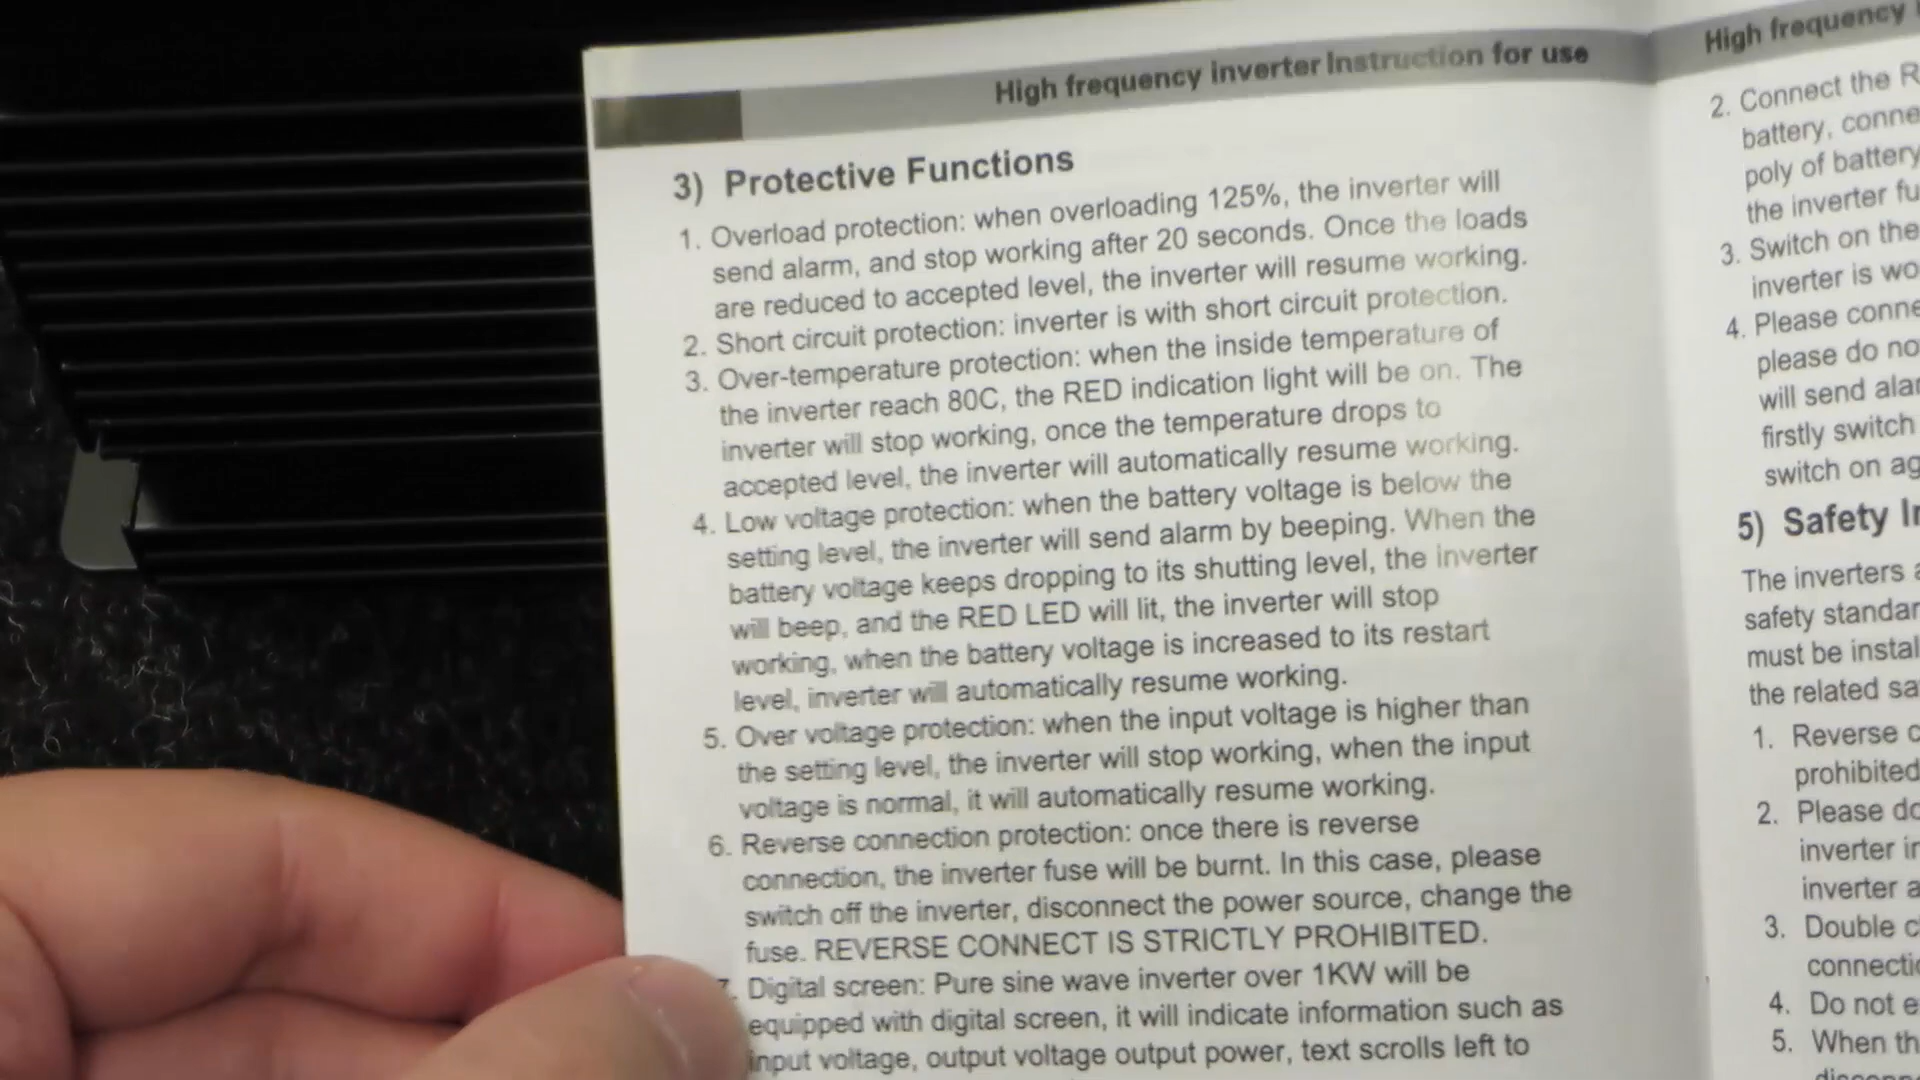 High frequency inverter Instruction for use
3) Protective Functions
1. Overload protection: when overloading 125%, the inverter will
send alarm, and stop working after 20 seconds. Once the loads
are reduced to accepted level, the inverter will resume working.
2. Short circuit protection: inverter is with short circuit protection.
3. Over-temperature protection: when the inside temperature of
the inverter reach 80C, the RED indication light will be on. The
inverter will stop working, once the temperature drops to
accepted level, the inverter will automatically resume working.
4. Low voltage protection: when the battery voltage is below the
setting level, the inverter will send alarm by beeping. When the
battery voltage keeps dropping to its shutting level, the inverter
will beep, and the RED LED will lit, the inverter will stop
working, when the battery voltage is increased to its restart
level, inverter will automatically resume working.
5. Over voltage protection: when the input voltage is higher than
the setting level, the inverter will stop working, when the input
voltage is normal, it will automatically resume working.
6. Reverse connection protection: once there is reverse
connection, the inverter fuse will be burnt. In this case, please
switch off the inverter, disconnect the power source, change the
fuse. REVERSE CONNECT IS STRICTLY PROHIBITED.
7. Digital screen: Pure sine wave inverter over 1KW will be
equipped with digital screen, it will indicate information such as
input voltage, output voltage output power, text scrolls left to
High frequency
2. Connect the R
battery, conne
poly of battery
the inverter fu
3. Switch on the
inverter is wo
4. Please conne
please do no
will send alar
firstly switch
switch on ag
5) Safety In
The inverters a
safety standar
must be instal
the related sa
1. Reverse c
prohibited
2. Please do
inverter in
inverter a
3. Double c
connectio
4. Do not e
5. When th